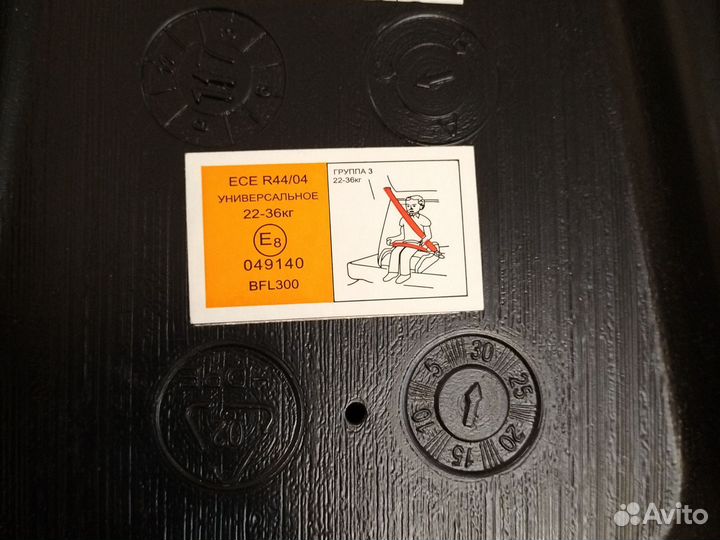 ECE R44/04
УНИВЕРСАЛЬНОЕ
22-36кг
E8
049140
BFL300
ГРУППА 3
22-36кг
5
30
25
20
15
10
02
Avito